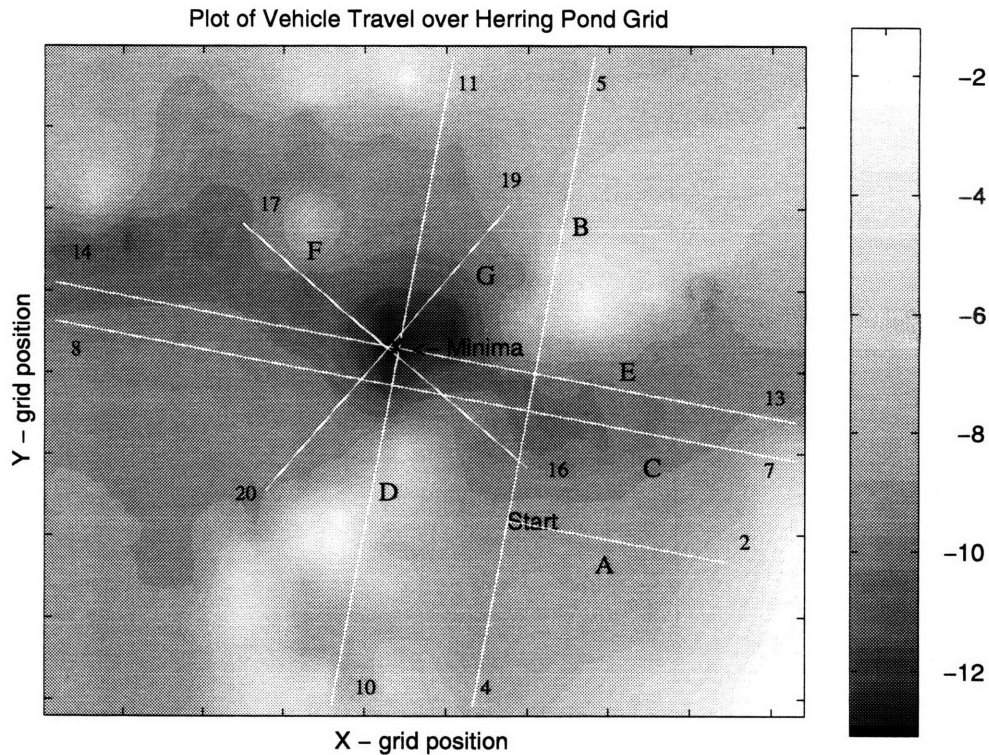 Plot of Vehicle Travel over Herring Pond Grid
11
5
−2
19
17
−4
B
F
14
G
−6
8
← Minima
E
13
−8
16
C
7
20
D
Start
2
−10
A
10
4
−12
Y − grid position
X − grid position